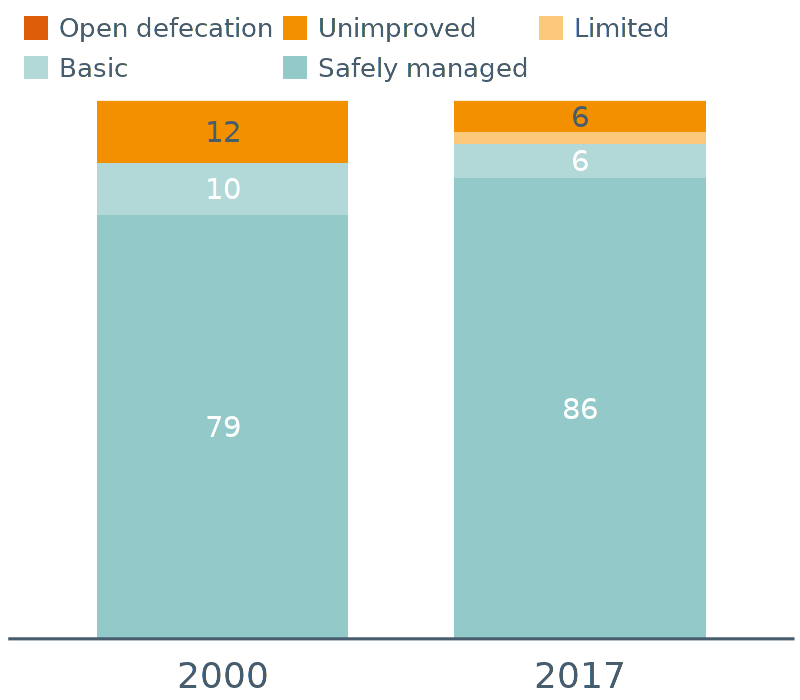 Open defecation Unimproved Limited
Basic Safely managed
12 6
10 6
79 86
2000 2017